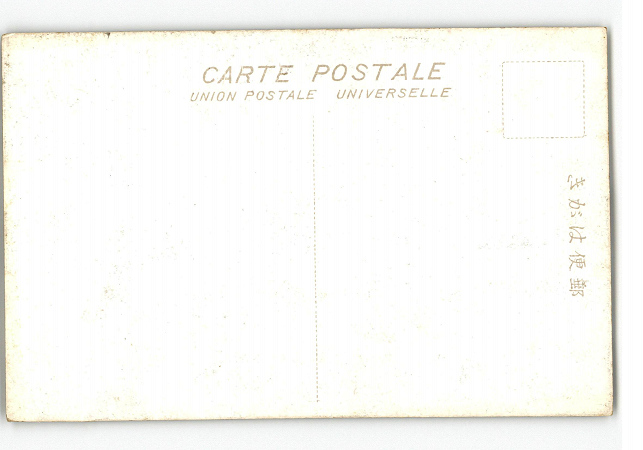 CARTE POSTALE
UNION POSTALE UNIVERSELLE
郵便はがき